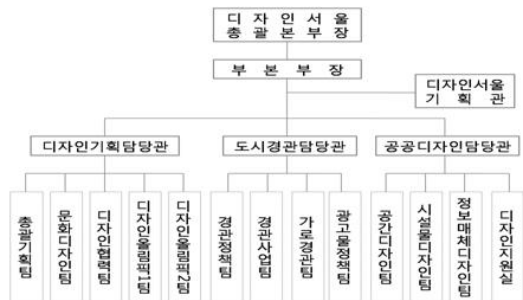 디 자 인 서 울
총 괄 본 부 장
부 본 부 장
디자인서울
기 획 관
디자인기획담당관
도시경관담당관
공공디자인담당관
총괄기획팀
문화디자인팀
디자인협력팀
디자인올림픽1팀
디자인올림픽2팀
경관정책팀
경관사업팀
가로경관팀
광고물정책팀
공간디자인팀
시설물디자인팀
정보매체디자인팀
디자인지원실